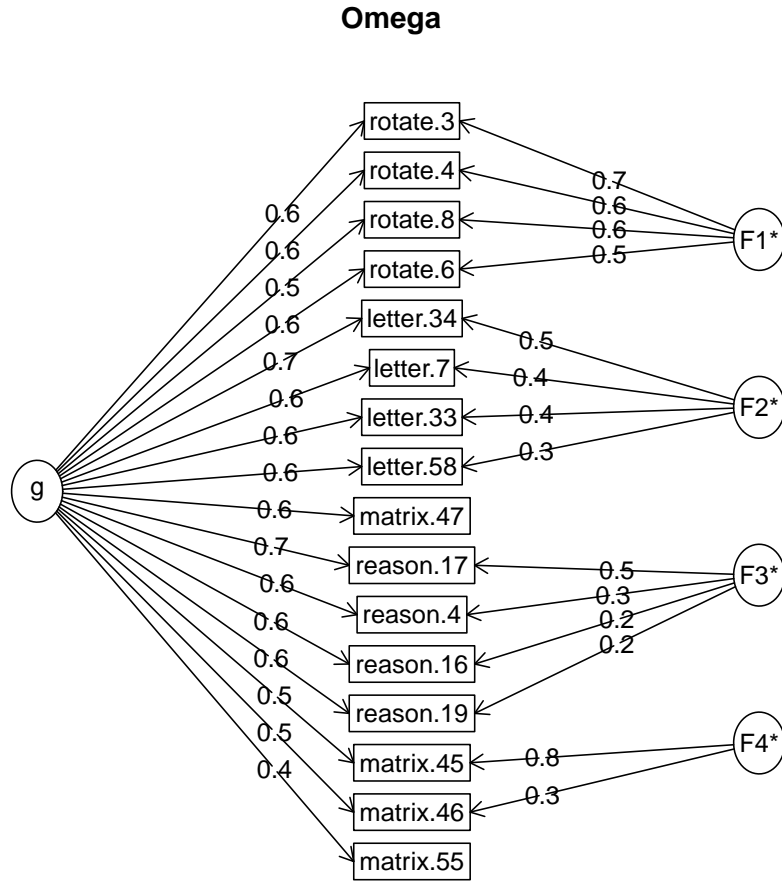 Omega
rotate.3
rotate.4
rotate.8
rotate.6
letter.34
letter.7
letter.33
letter.58
matrix.47
reason.17
reason.4
reason.16
reason.19
matrix.45
matrix.46
matrix.55
g
0.6
0.6
0.5
0.6
0.7
0.6
0.6
0.6
0.6
0.7
0.6
0.6
0.6
0.5
0.5
0.4
F1*
0.7
0.6
0.6
0.5
F2*
0.5
0.4
0.4
0.3
F3*
0.5
0.3
0.2
0.2
F4*
0.8
0.3